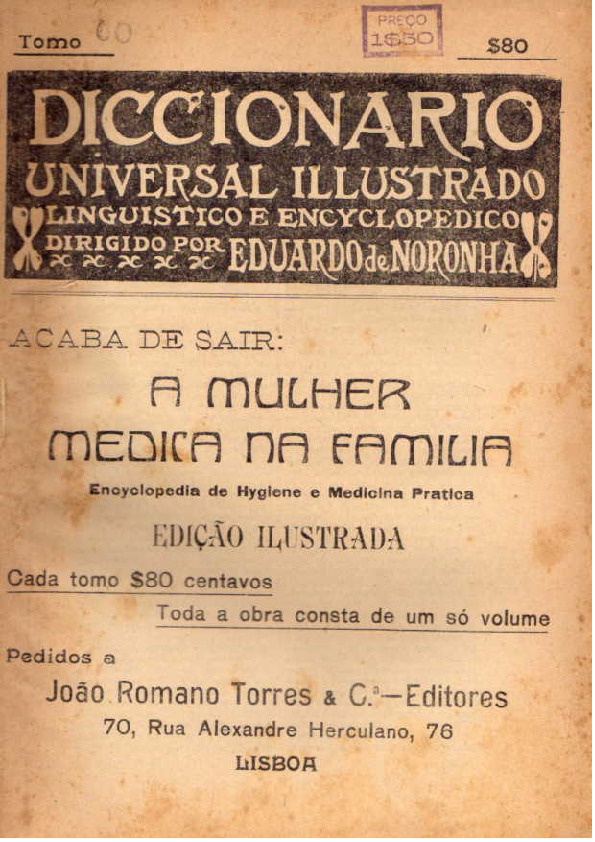 Tomo 60
PREÇO
1$50
$80
DICCIONARIO
UNIVERSAL ILLUSTRADO
LINGUISTICO E ENCYCLOPEDICO
DIRIGIDO POR EDUARDO de NORONHA
ACABA DE SAIR:
A MULHER
MEDICA NA FAMILIA
Encyclopedia de Hygiene e Medicina Pratica
EDIÇÃO ILUSTRADA
Cada tomo $80 centavos
Toda a obra consta de um só volume
Pedidos a
João Romano Torres & C.ª—Editores
70, Rua Alexandre Herculano, 76
LISBOA